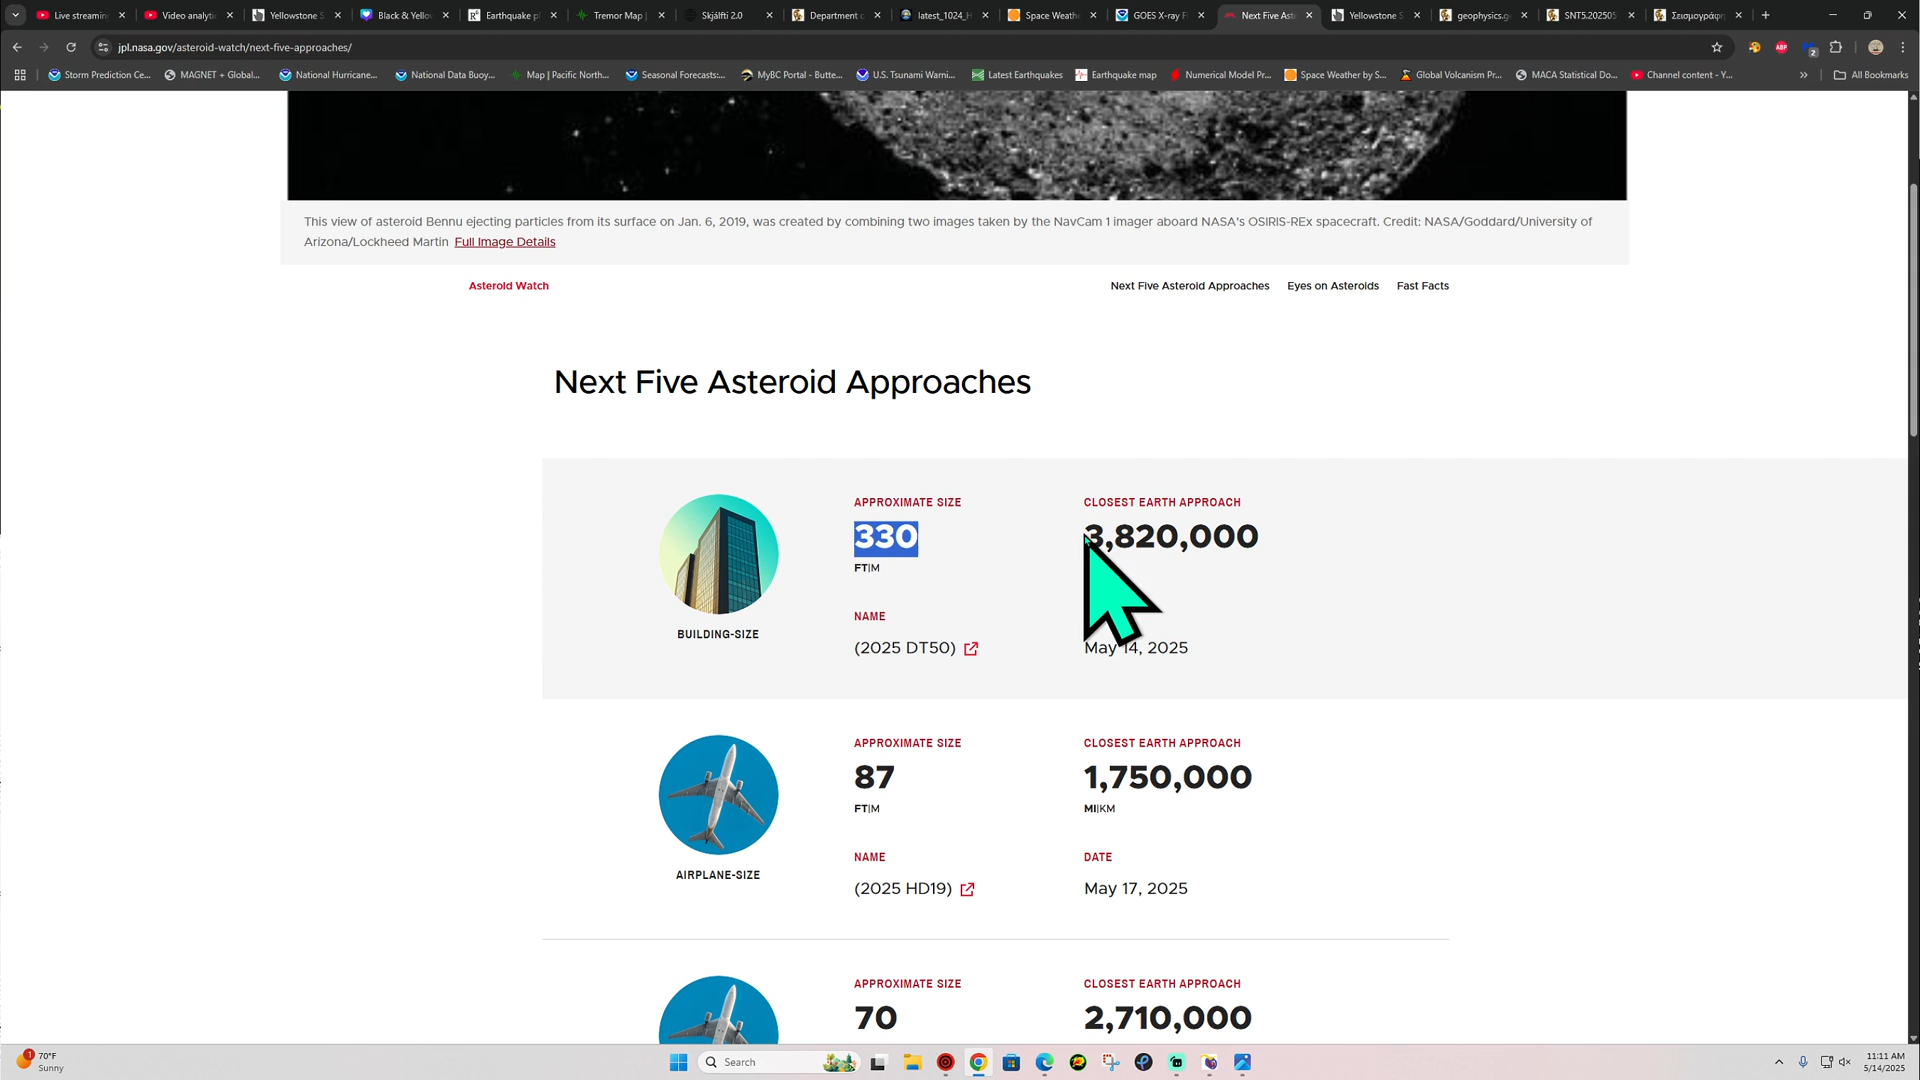 Live streaming
Video analytic
Yellowstone S
Black & Yellow
Earthquake p
Tremor Map |
Skjálfti 2.0
Department o
latest_1024_H
Space Weathe
GOES X-ray F
Next Five Ast
Yellowstone S
geophysics.g
SNT5.202505
Σεισμογράφη
jpl.nasa.gov/asteroid-watch/next-five-approaches/
ABP
2
Storm Prediction Ce...
MAGNET + Global...
National Hurricane...
National Data Buoy...
Map | Pacific North...
Seasonal Forecasts:...
MyBC Portal - Butte...
U.S. Tsunami Warni...
Latest Earthquakes
Earthquake map
Numerical Model Pr...
Space Weather by S...
Global Volcanism Pr...
MACA Statistical Do...
Channel content - Y...
All Bookmarks
This view of asteroid Bennu ejecting particles from its surface on Jan. 6, 2019, was created by combining two images taken by the NavCam 1 imager aboard NASA's OSIRIS-REx spacecraft. Credit: NASA/Goddard/University of
Arizona/Lockheed Martin Full Image Details
Asteroid Watch
Next Five Asteroid Approaches
Eyes on Asteroids
Fast Facts
Next Five Asteroid Approaches
APPROXIMATE SIZE
CLOSEST EARTH APPROACH
330
3,820,000
FT|M
NAME
(2025 DT50)
May 14, 2025
BUILDING-SIZE
APPROXIMATE SIZE
CLOSEST EARTH APPROACH
87
1,750,000
FT|M
MI|KM
NAME
DATE
(2025 HD19)
May 17, 2025
AIRPLANE-SIZE
APPROXIMATE SIZE
CLOSEST EARTH APPROACH
70
2,710,000
1
70°F
Sunny
Search
11:11 AM
5/14/2025